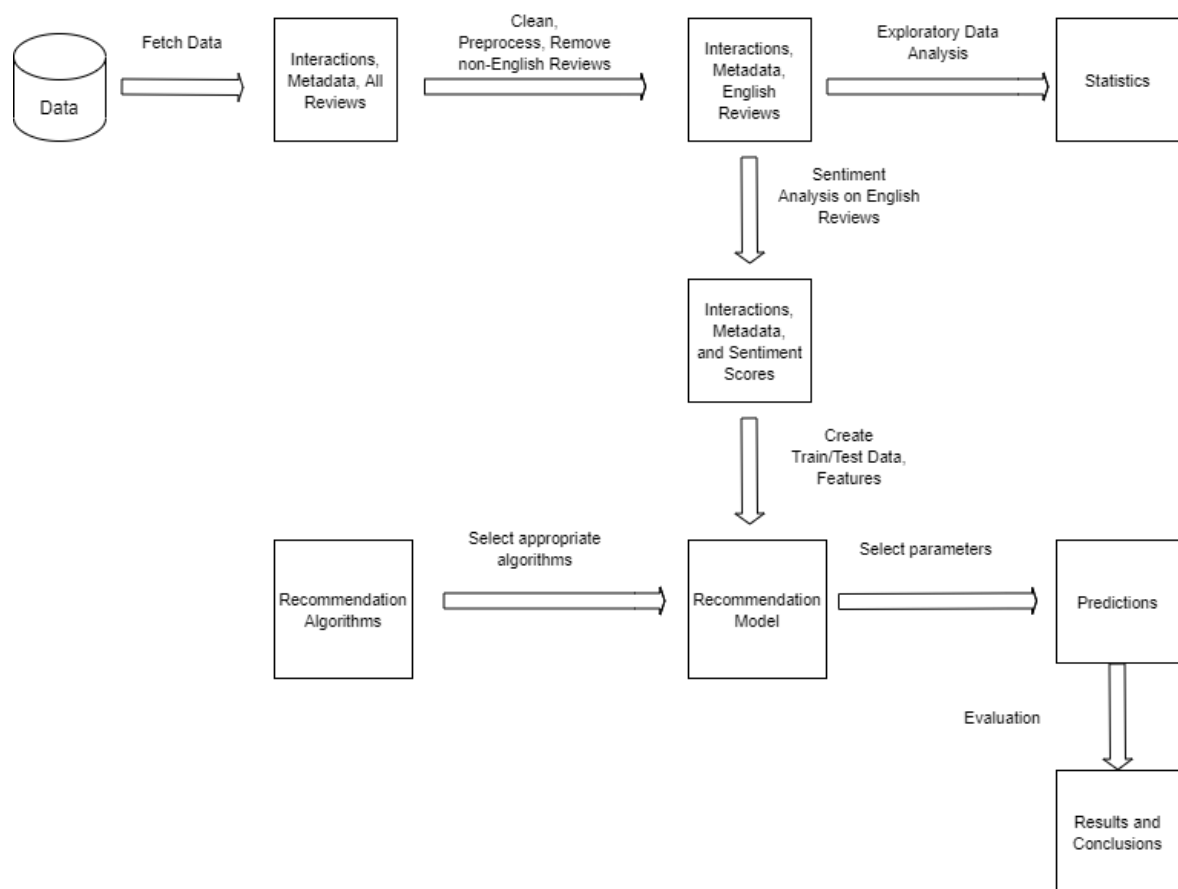 Data
Fetch Data
Interactions,
Metadata, All
Reviews
Clean,
Preprocess, Remove
non-English Reviews
Interactions,
Metadata,
English
Reviews
Exploratory Data
Analysis
Statistics
Sentiment
Analysis on English
Reviews
Interactions,
Metadata,
and Sentiment
Scores
Create
Train/Test Data,
Features
Recommendation
Algorithms
Select appropriate
algorithms
Recommendation
Model
Select parameters
Predictions
Evaluation
Results and
Conclusions